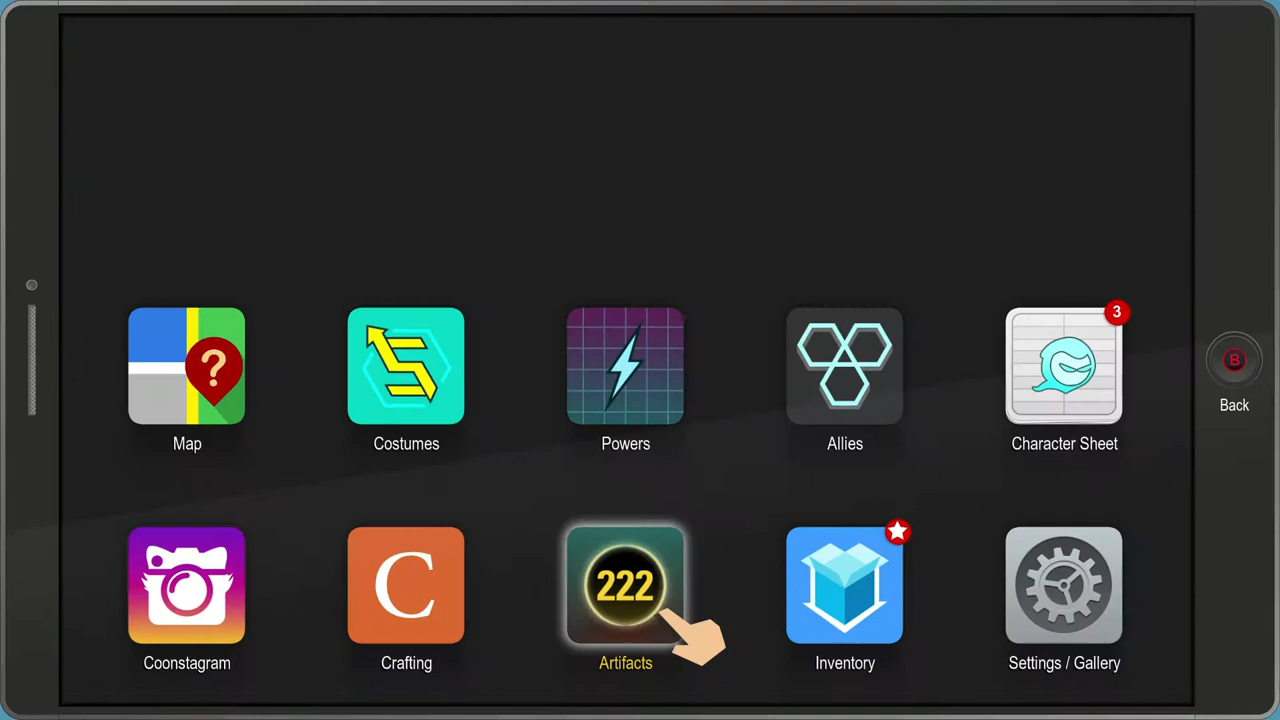 3
?
Map
Costumes
Powers
Allies
Character Sheet
B
Back
C
222
Coonstagram
Crafting
Artifacts
Inventory
Settings / Gallery